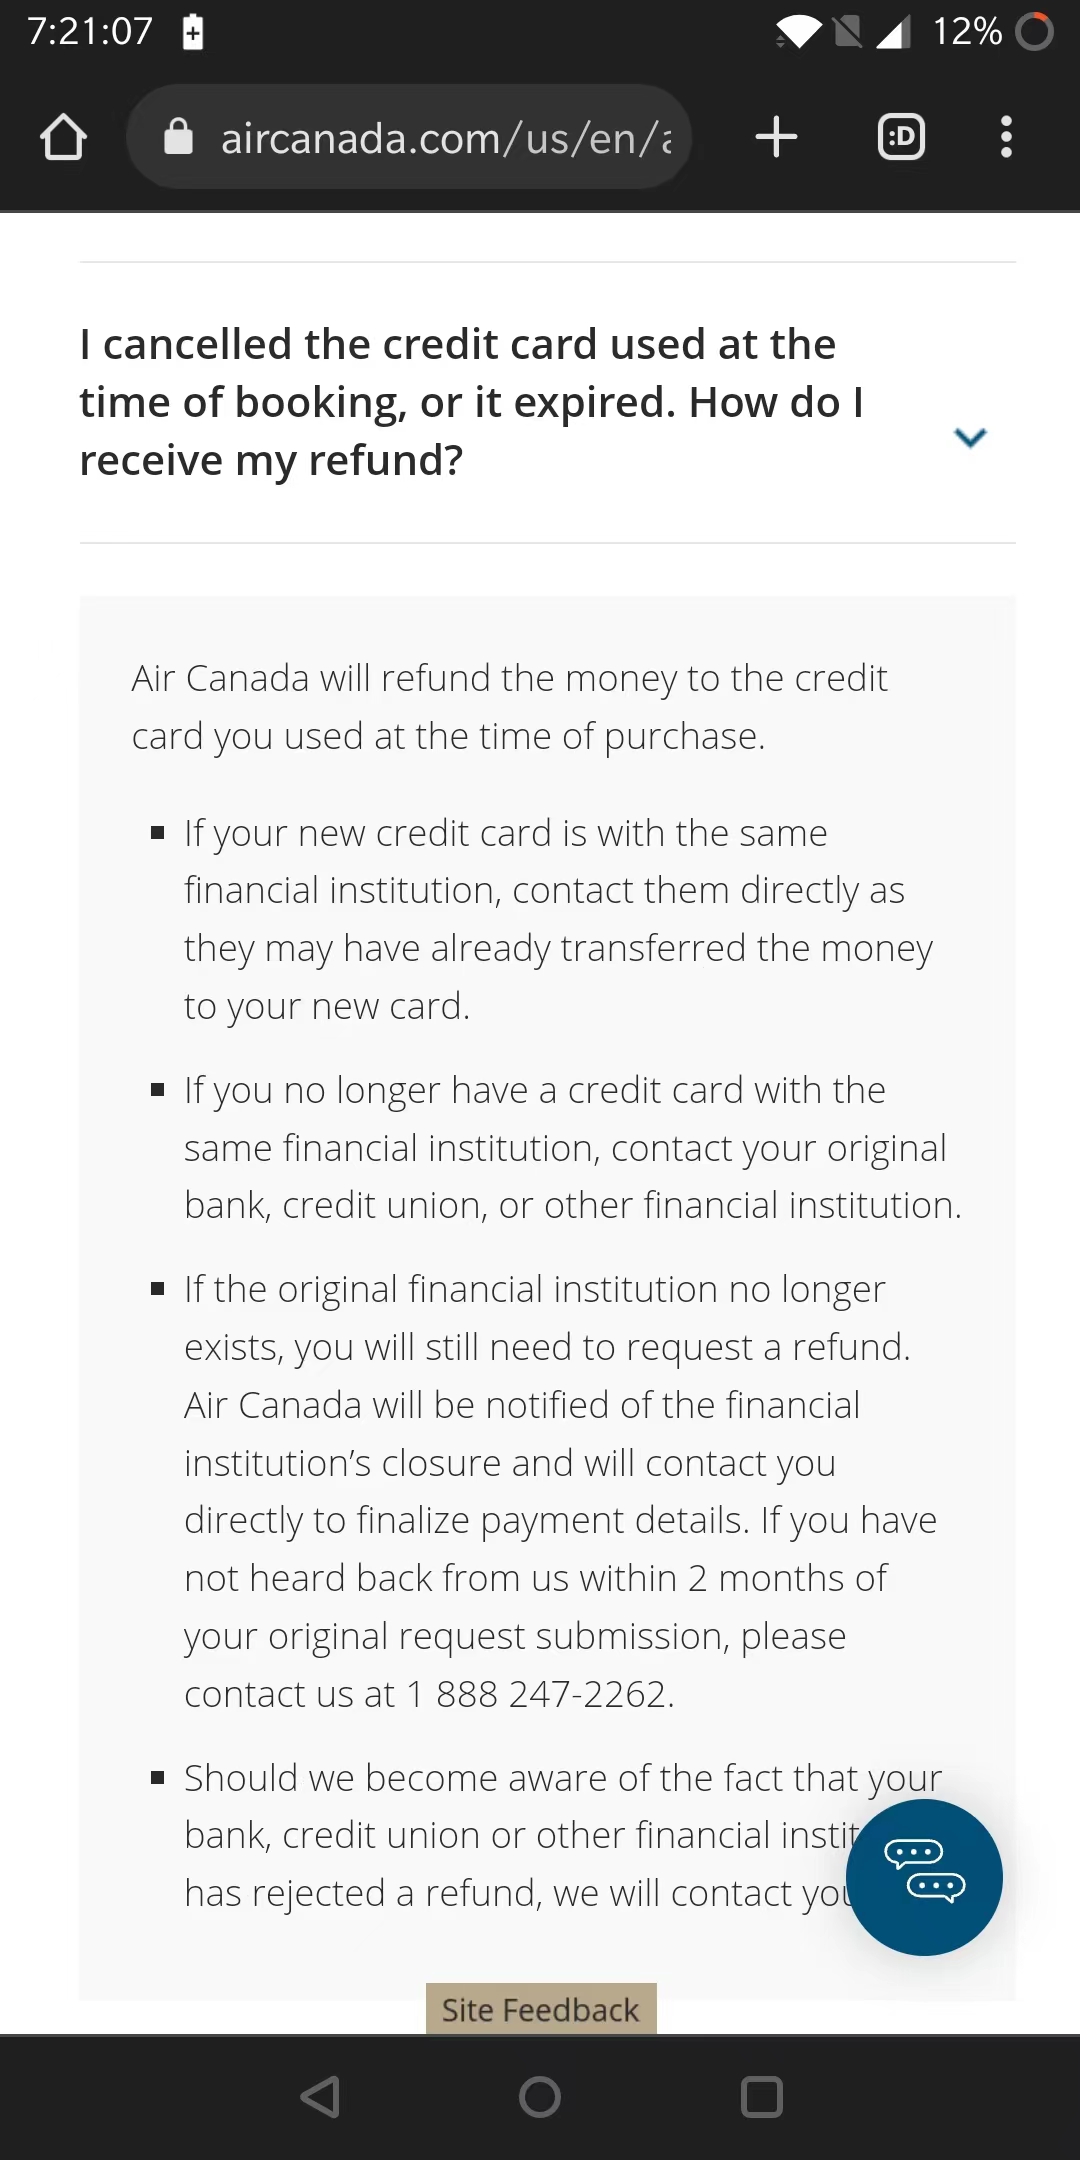 7:21:07
12%
aircanada.com/us/en/a
:D
I cancelled the credit card used at the
time of booking, or it expired. How do I
receive my refund?
Air Canada will refund the money to the credit
card you used at the time of purchase.
▪ If your new credit card is with the same
financial institution, contact them directly as
they may have already transferred the money
to your new card.
▪ If you no longer have a credit card with the
same financial institution, contact your original
bank, credit union, or other financial institution.
▪ If the original financial institution no longer
exists, you will still need to request a refund.
Air Canada will be notified of the financial
institution’s closure and will contact you
directly to finalize payment details. If you have
not heard back from us within 2 months of
your original request submission, please
contact us at 1 888 247-2262.
▪ Should we become aware of the fact that your
bank, credit union or other financial instit
has rejected a refund, we will contact you
Site Feedback